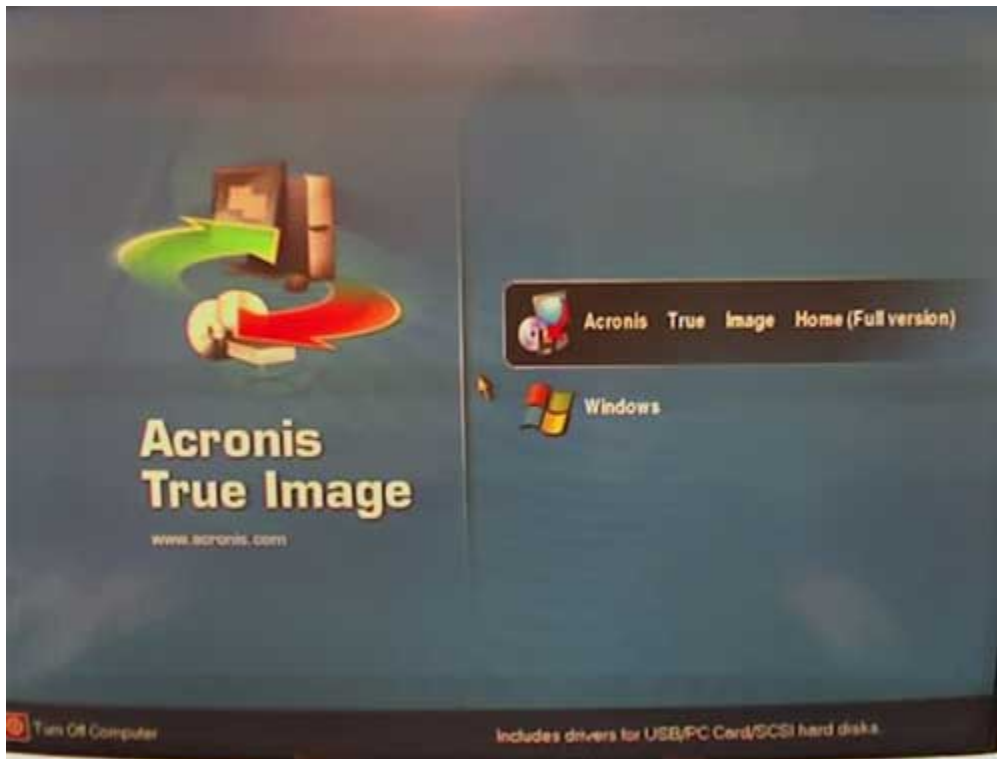 Acronis True Image Home (Full version)
Windows
Acronis
True Image
www.acronis.com
Turn Off Computer
Includes drivers for USB/PC Card/SCSI hard disks.